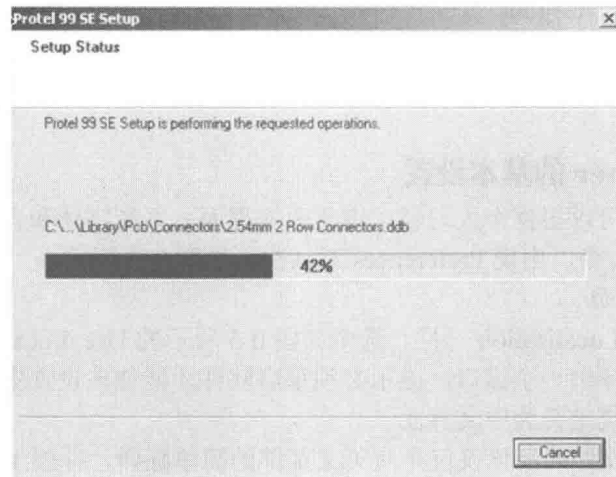 Protel 99 SE Setup
Setup Status
Protel 99 SE Setup is performing the requested operations.
C:\...\Library\Pcb\Connectors\2.54mm 2 Row Connectors.ddb
42%
Cancel